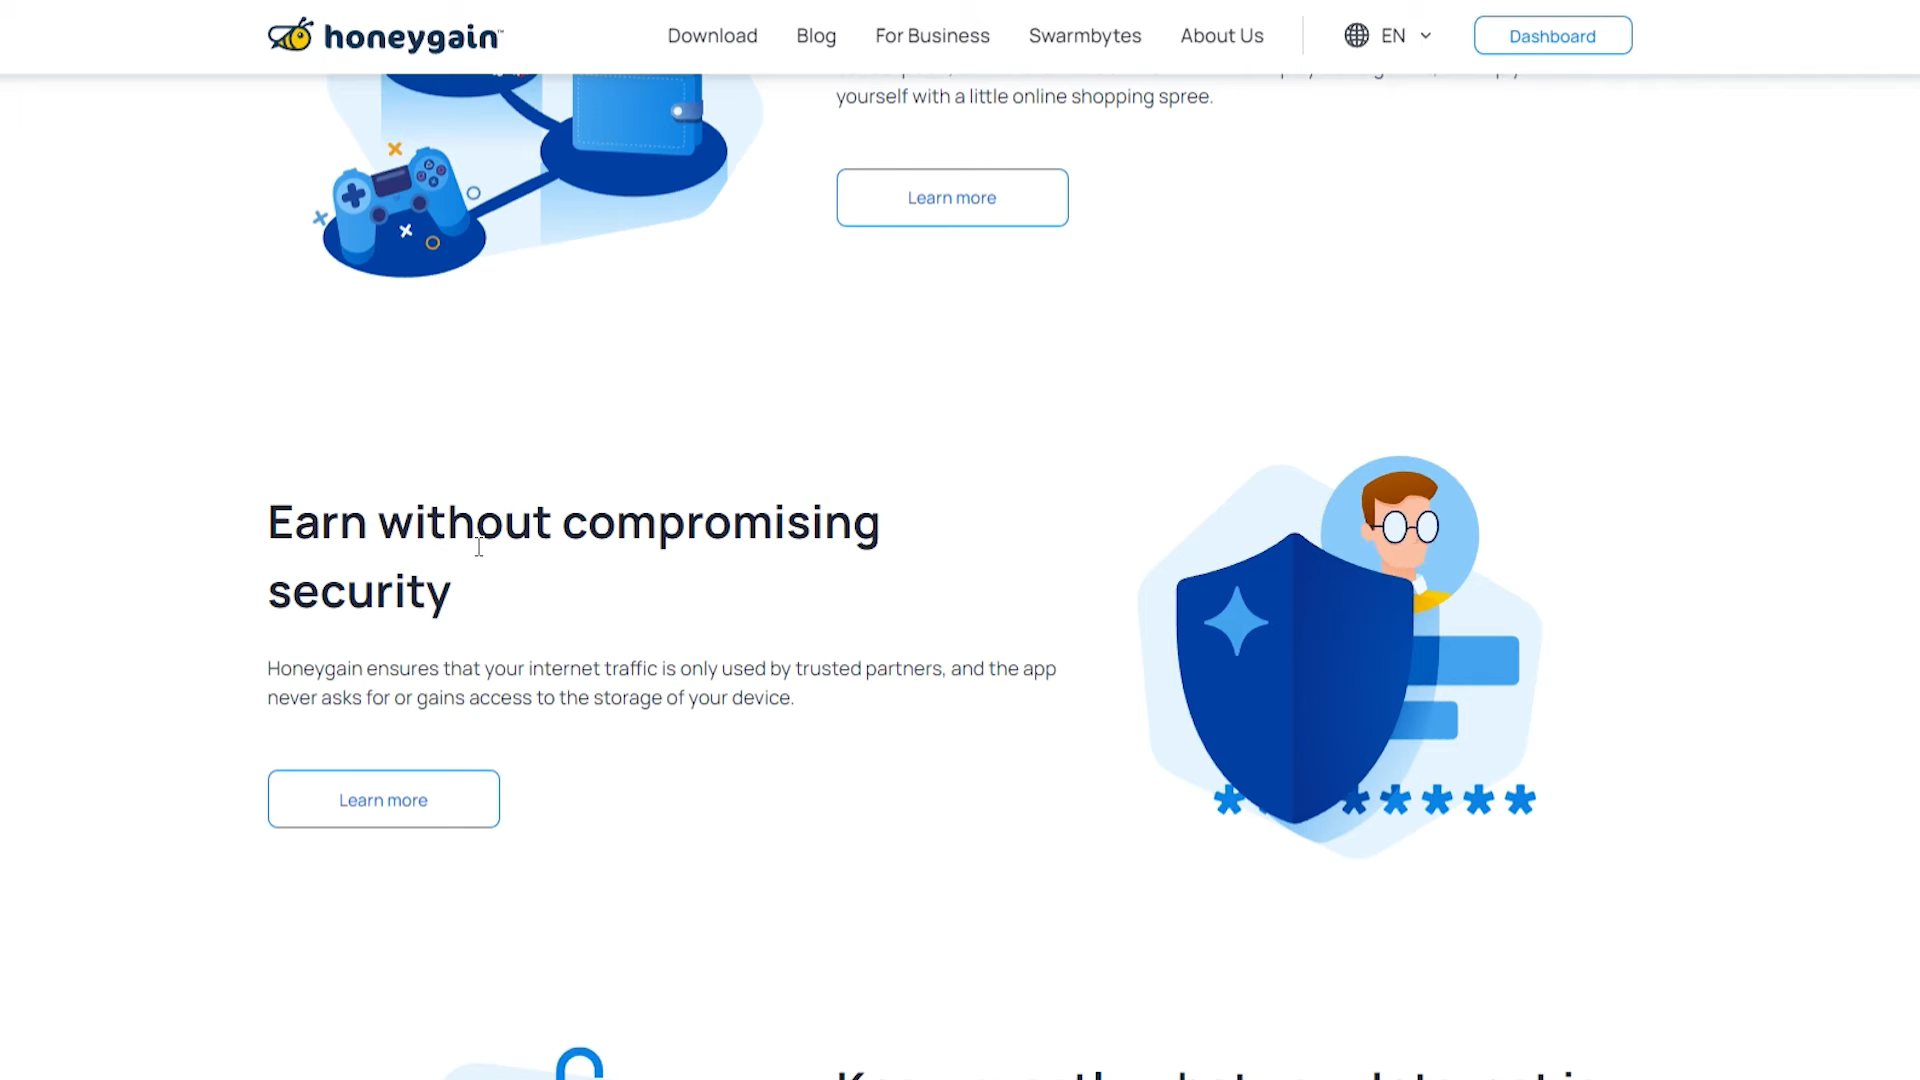 honeygain™
Download Blog For Business Swarmbytes About Us EN Dashboard
yourself with a little online shopping spree.
Learn more
Earn without compromising
security
Honeygain ensures that your internet traffic is only used by trusted partners, and the app
never asks for or gains access to the storage of your device.
Learn more